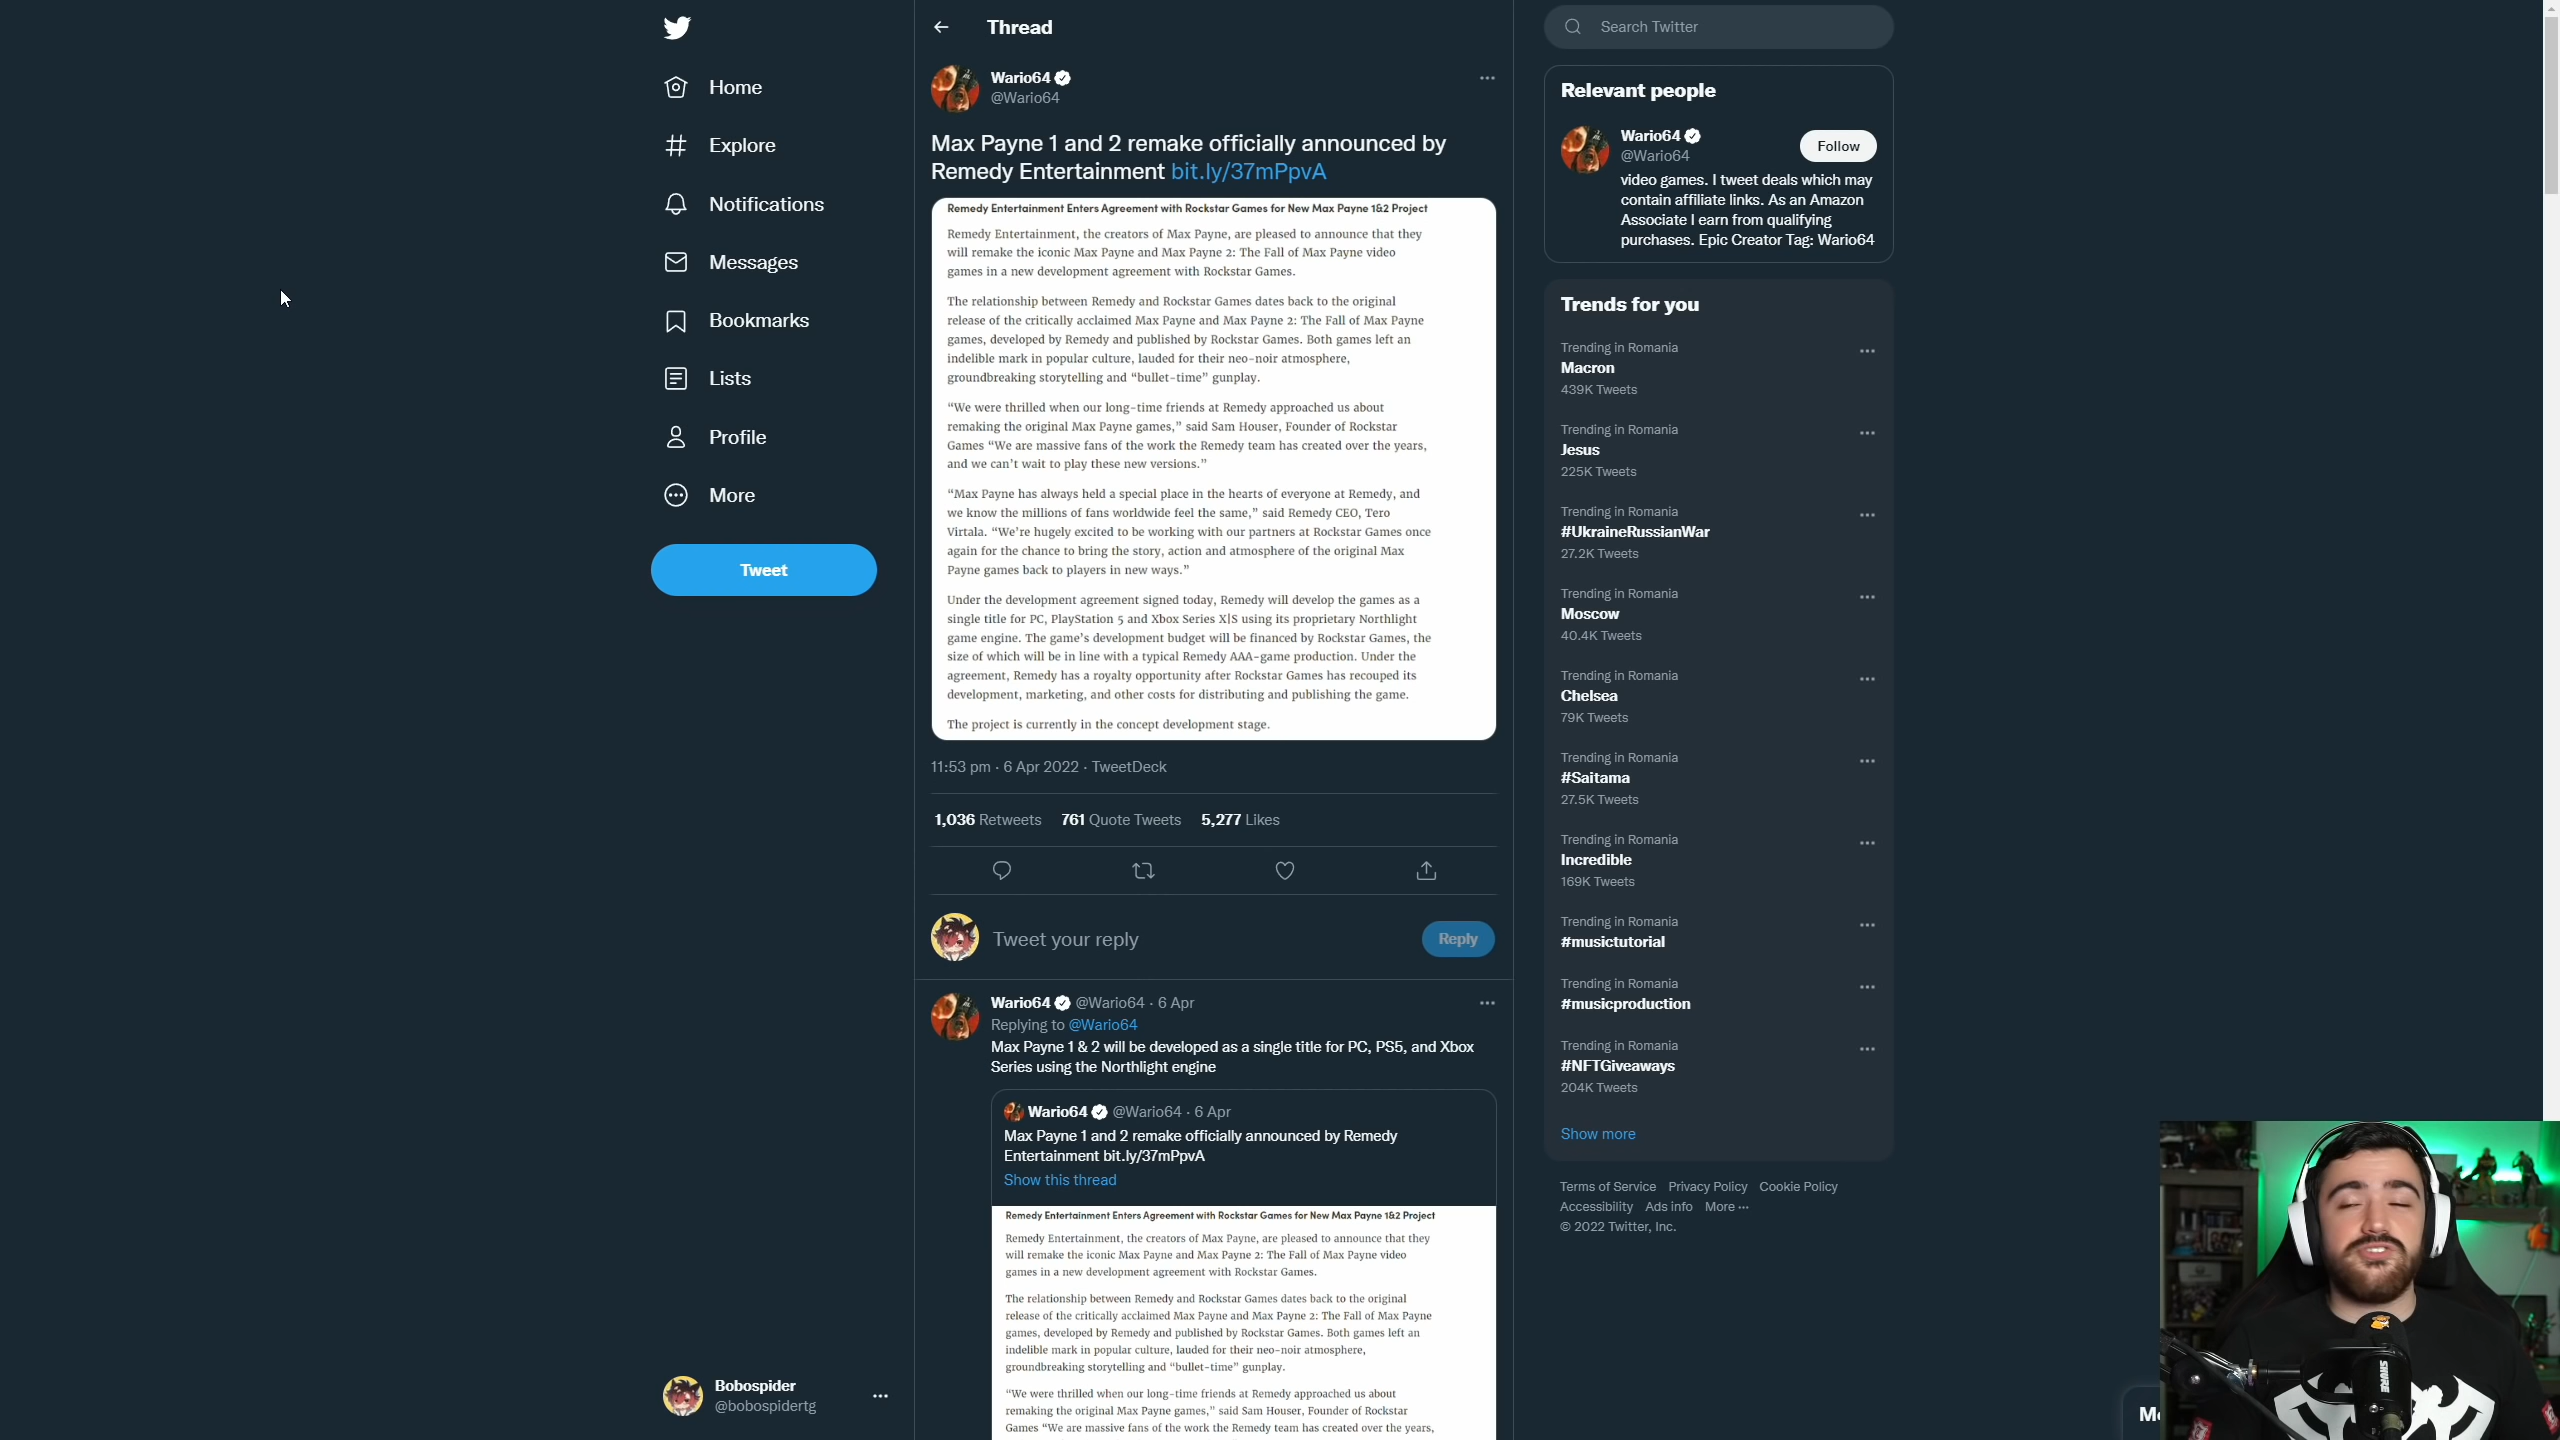 Home
Explore
Notifications
Messages
Bookmarks
Lists
Profile
More
Tweet
Bobospider
@bobospidertg
Thread
Wario64
@Wario64
Max Payne 1 and 2 remake officially announced by
Remedy Entertainment bit.ly/37mPpvA
Remedy Entertainment Enters Agreement with Rockstar Games for New Max Payne 1&2 Project
Remedy Entertainment, the creators of Max Payne, are pleased to announce that they
will remake the iconic Max Payne and Max Payne 2: The Fall of Max Payne video
games in a new development agreement with Rockstar Games.
The relationship between Remedy and Rockstar Games dates back to the original
release of the critically acclaimed Max Payne and Max Payne 2: The Fall of Max Payne
games, developed by Remedy and published by Rockstar Games. Both games left an
indelible mark in popular culture, lauded for their neo-noir atmosphere,
groundbreaking storytelling and “bullet-time” gunplay.
“We were thrilled when our long-time friends at Remedy approached us about
remaking the original Max Payne games,” said Sam Houser, Founder of Rockstar
Games “We are massive fans of the work the Remedy team has created over the years,
and we can’t wait to play these new versions.”
“Max Payne has always held a special place in the hearts of everyone at Remedy, and
we know the millions of fans worldwide feel the same,” said Remedy CEO, Tero
Virtala. “We’re hugely excited to be working with our partners at Rockstar Games once
again for the chance to bring the story, action and atmosphere of the original Max
Payne games back to players in new ways.”
Under the development agreement signed today, Remedy will develop the games as a
single title for PC, PlayStation 5 and Xbox Series X|S using its proprietary Northlight
game engine. The game’s development budget will be financed by Rockstar Games, the
size of which will be in line with a typical Remedy AAA-game production. Under the
agreement, Remedy has a royalty opportunity after Rockstar Games has recouped its
development, marketing, and other costs for distributing and publishing the game.
The project is currently in the concept development stage.
11:53 pm · 6 Apr 2022 · TweetDeck
1,036 Retweets 761 Quote Tweets 5,277 Likes
Tweet your reply
Reply
Wario64 @Wario64 · 6 Apr
Replying to @Wario64
Max Payne 1 & 2 will be developed as a single title for PC, PS5, and Xbox
Series using the Northlight engine
Wario64 @Wario64 · 6 Apr
Max Payne 1 and 2 remake officially announced by Remedy
Entertainment bit.ly/37mPpvA
Show this thread
Remedy Entertainment Enters Agreement with Rockstar Games for New Max Payne 1&2 Project
Remedy Entertainment, the creators of Max Payne, are pleased to announce that they
will remake the iconic Max Payne and Max Payne 2: The Fall of Max Payne video
games in a new development agreement with Rockstar Games.
The relationship between Remedy and Rockstar Games dates back to the original
release of the critically acclaimed Max Payne and Max Payne 2: The Fall of Max Payne
games, developed by Remedy and published by Rockstar Games. Both games left an
indelible mark in popular culture, lauded for their neo-noir atmosphere,
groundbreaking storytelling and “bullet-time” gunplay.
“We were thrilled when our long-time friends at Remedy approached us about
remaking the original Max Payne games,” said Sam Houser, Founder of Rockstar
Games “We are massive fans of the work the Remedy team has created over the years,
Search Twitter
Relevant people
Wario64
@Wario64
Follow
video games. I tweet deals which may
contain affiliate links. As an Amazon
Associate I earn from qualifying
purchases. Epic Creator Tag: Wario64
Trends for you
Trending in Romania
Macron
439K Tweets
Trending in Romania
Jesus
225K Tweets
Trending in Romania
#UkraineRussianWar
27.2K Tweets
Trending in Romania
Moscow
40.4K Tweets
Trending in Romania
Chelsea
79K Tweets
Trending in Romania
#Saitama
27.5K Tweets
Trending in Romania
Incredible
169K Tweets
Trending in Romania
#musictutorial
Trending in Romania
#musicproduction
Trending in Romania
#NFTGiveaways
204K Tweets
Show more
Terms of Service Privacy Policy Cookie Policy
Accessibility Ads info More
© 2022 Twitter, Inc.
SHURE